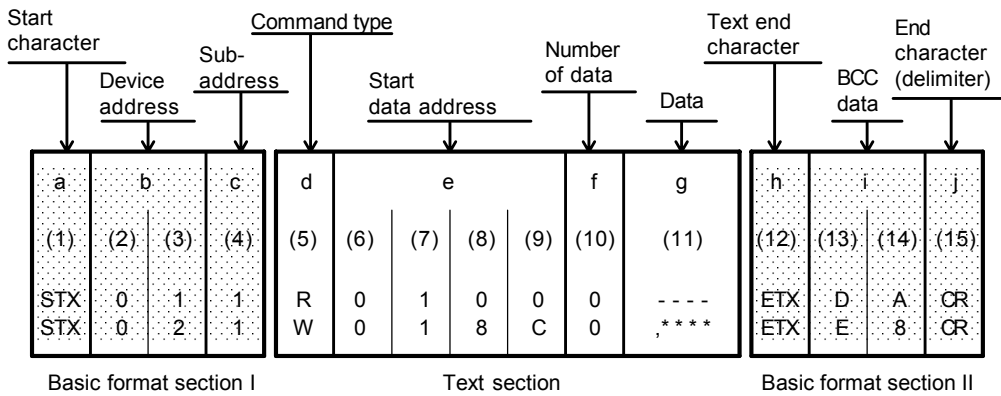 Start character
Device address
Sub-address
Command type
Start data address
Number of data
Data
Text end character
BCC data
End character (delimiter)
a b c d e f g h i j
(1) (2) (3) (4) (5) (6) (7) (8) (9) (10) (11) (12) (13) (14) (15)
STX 0 1 1 R 0 1 0 0 0 - - - - ETX D A CR
STX 0 2 1 W 0 1 8 C 0 ,* * * * ETX E 8 CR
Basic format section I Text section Basic format section II